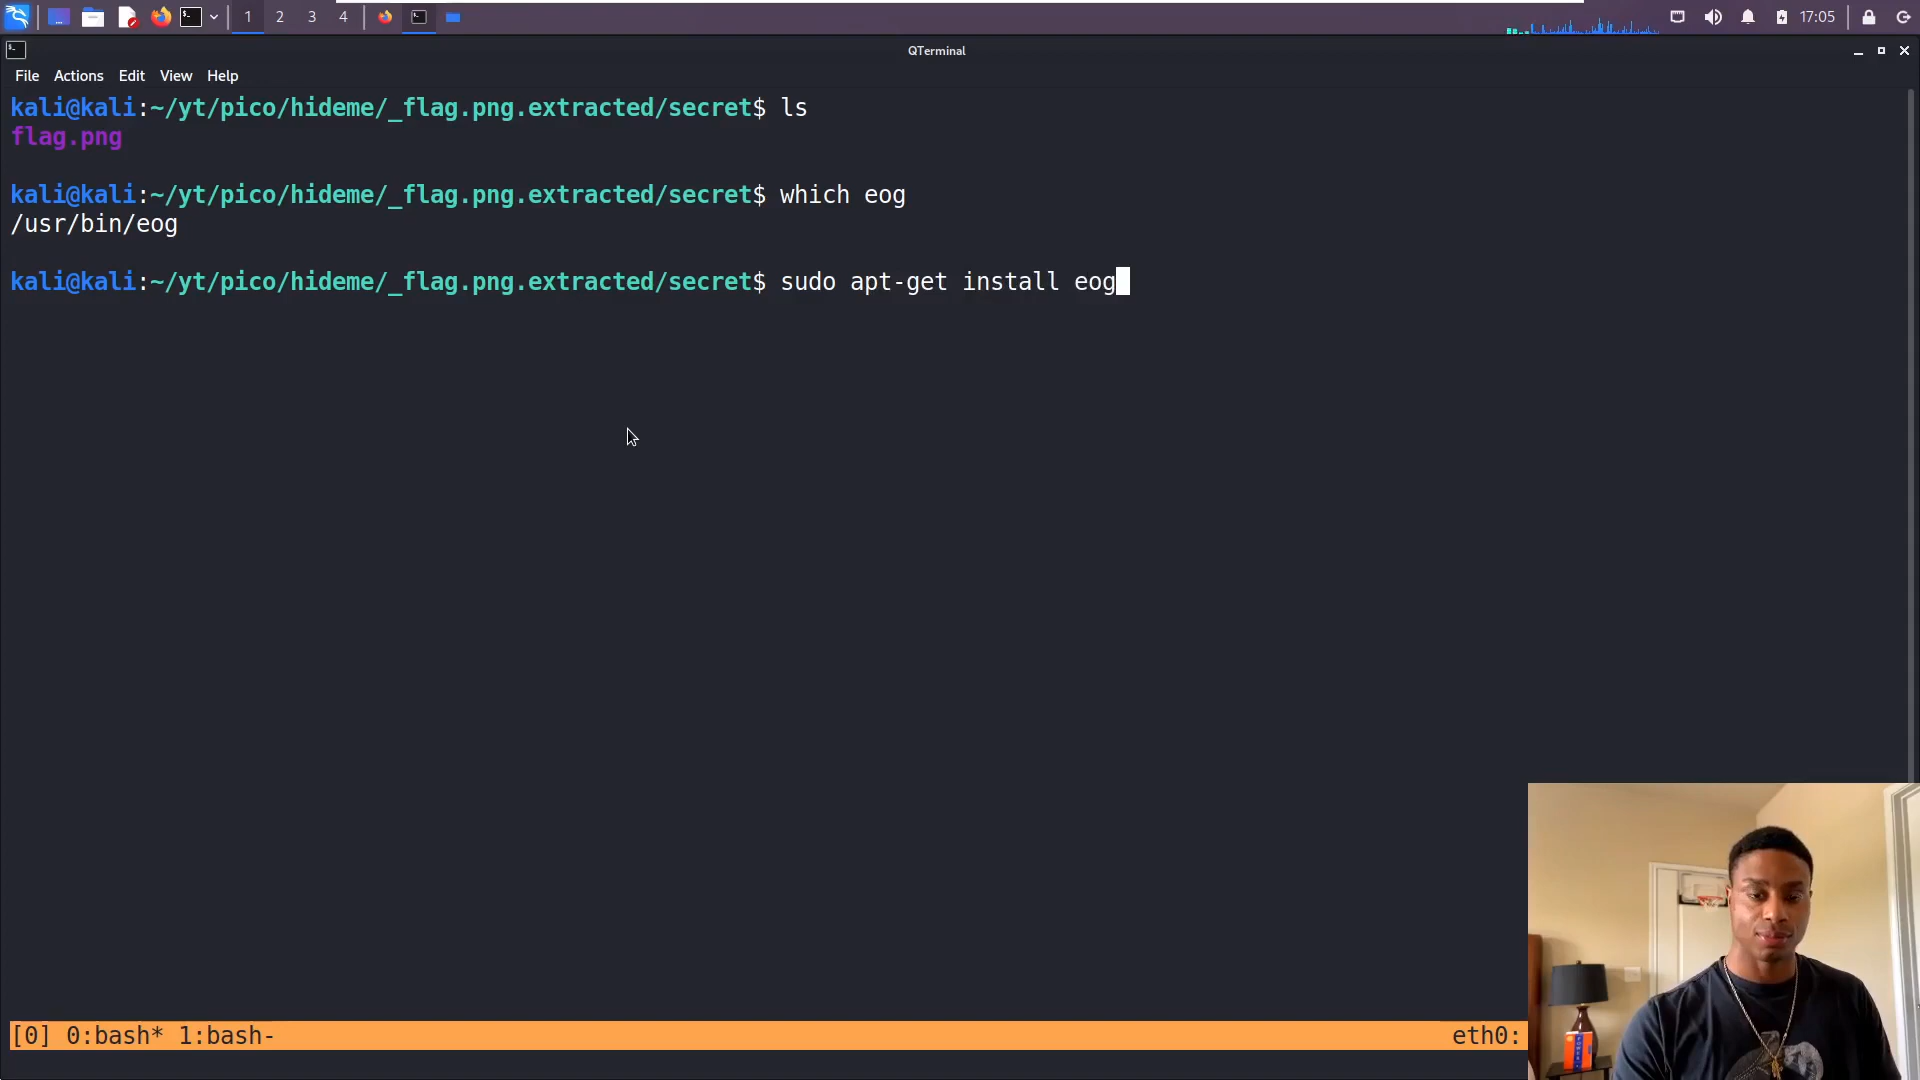 1 2 3 4
17:05
QTerminal
File Actions Edit View Help
kali@kali:~/yt/pico/hideme/_flag.png.extracted/secret$ ls
flag.png
kali@kali:~/yt/pico/hideme/_flag.png.extracted/secret$ which eog
/usr/bin/eog
kali@kali:~/yt/pico/hideme/_flag.png.extracted/secret$ sudo apt-get install eog
[0] 0:bash* 1:bash- eth0:
POWER